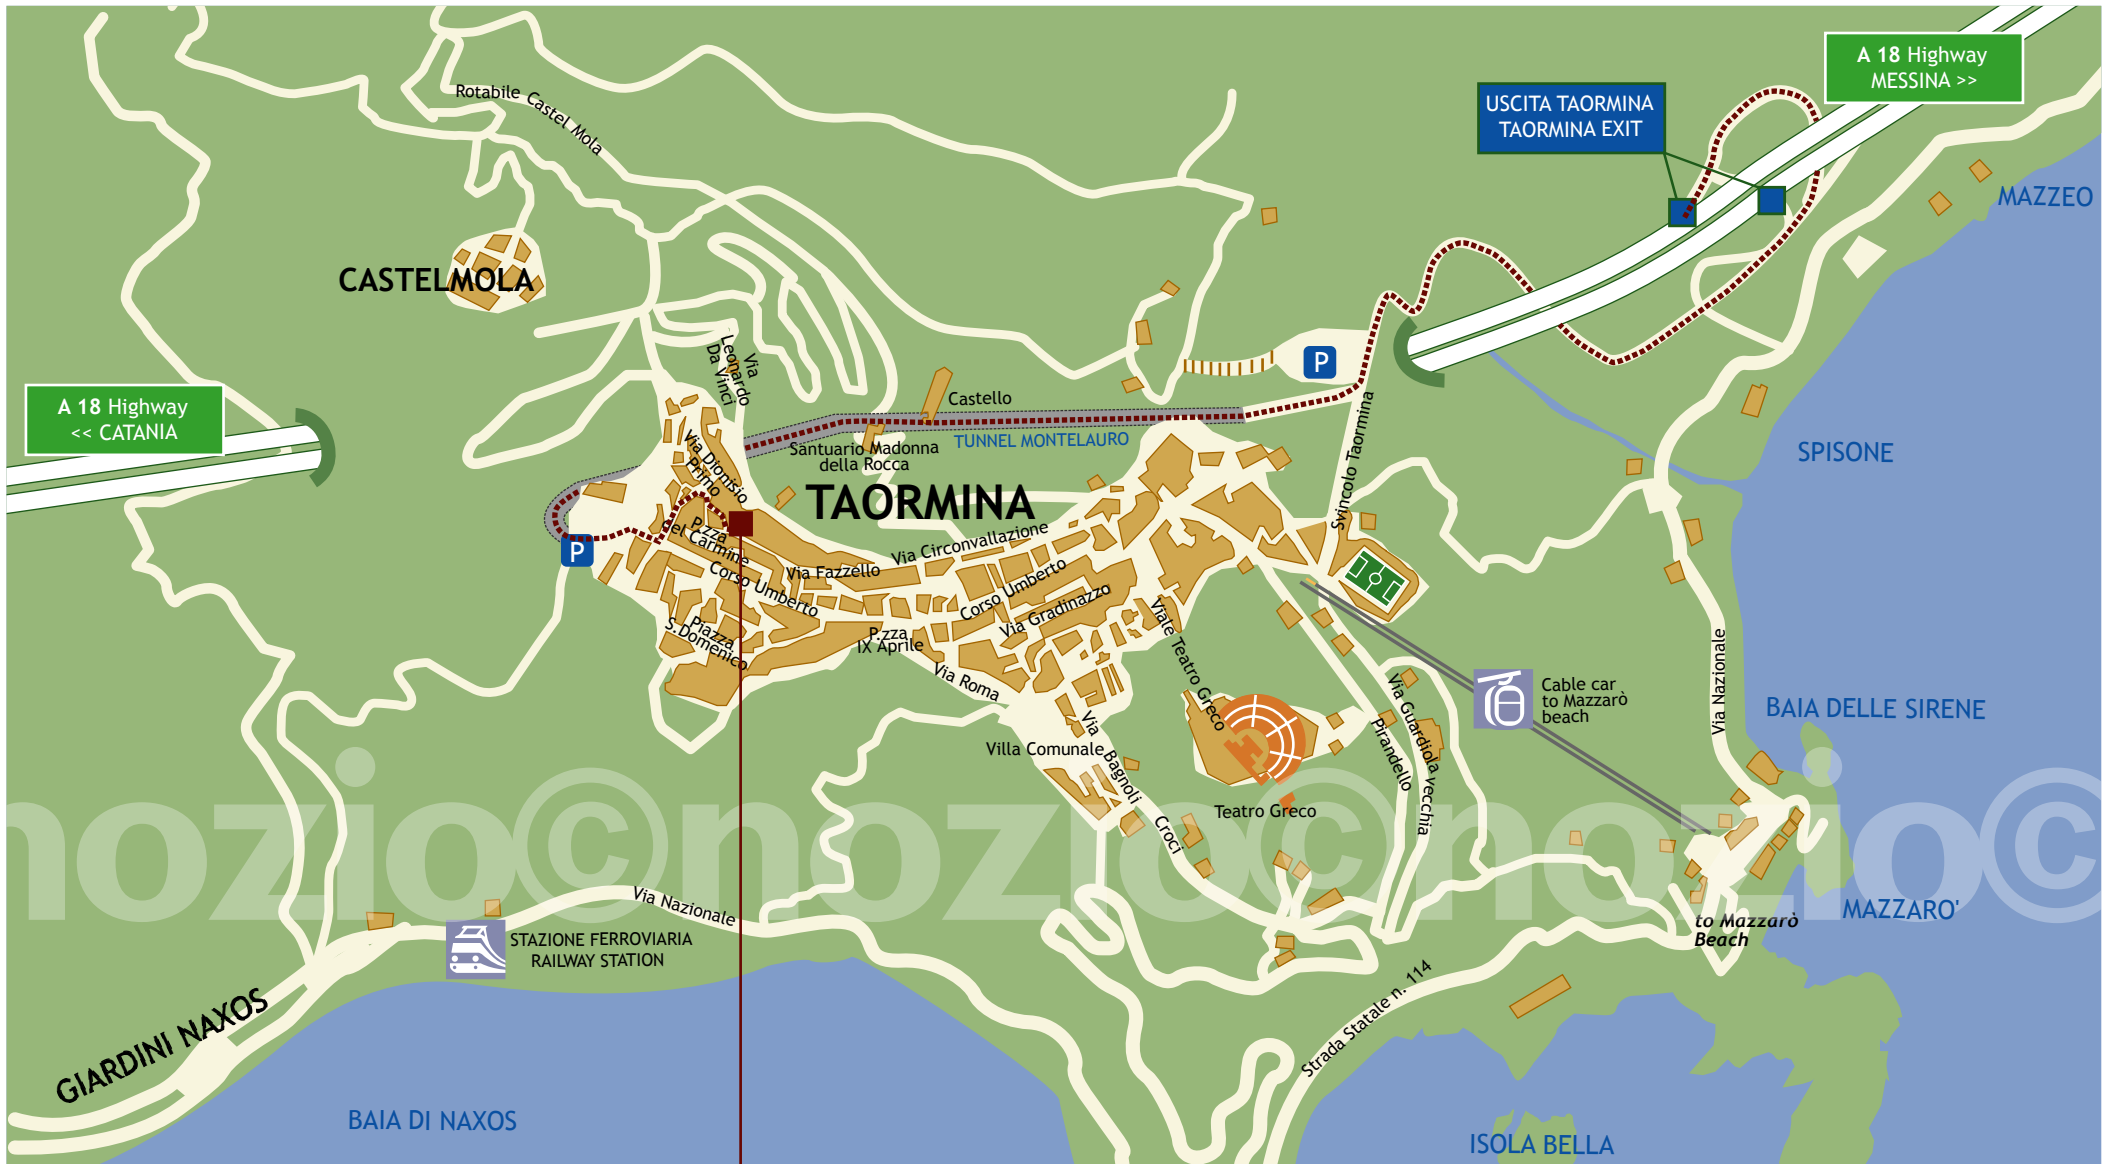 A 18 Highway
MESSINA >>
USCITA TAORMINA
TAORMINA EXIT
Rotabile Castel Mola
MAZZEO
CASTELMOLA
Via
Leonardo
Da Vinci
P
A 18 Highway
<< CATANIA
Castello
TUNNEL MONTELAURO
Santuario Madonna
della Rocca
Svincolo Taormina
SPISONE
Via Dionisio
Primo
TAORMINA
P.zza
del Carmine
P
Via Circonvallazione
Via Fazzello
Corso Umberto
Corso Umberto
Via Gradinazzo
Piazza
S.Domenico
P.zza
IX Aprile
Via Roma
Viale Teatro Greco
Via Nazionale
Cable car
to Mazzarò
beach
BAIA DELLE SIRENE
Via Guardiola vecchia
Pirandello
Villa Comunale
Via Bagnoli Croci
Teatro Greco
nozio©nozio©nozio©
Via Nazionale
MAZZARO'
to Mazzarò
Beach
STAZIONE FERROVIARIA
RAILWAY STATION
Strada Statale n. 114
GIARDINI NAXOS
BAIA DI NAXOS
ISOLA BELLA